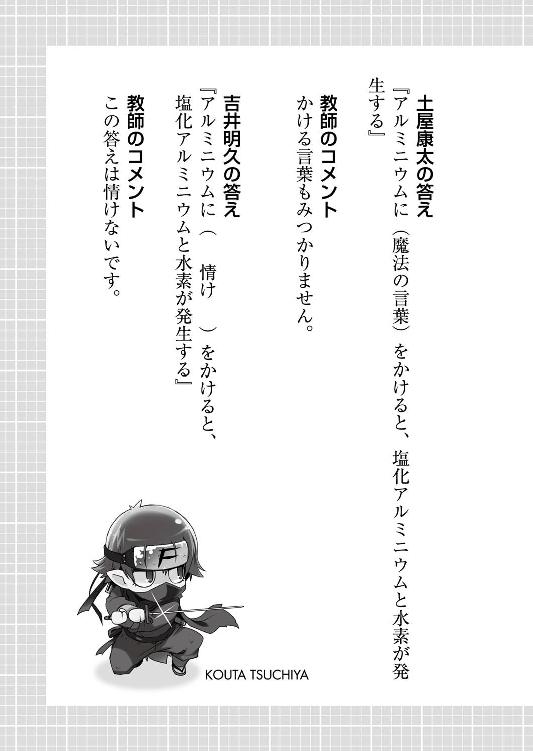 土屋康太の答え
『アルミニウムに(魔法の言葉)をかけると、塩化アルミニウムと水素が発
生する』
教師のコメント
かける言葉もみつかりません。
吉井明久の答え
『アルミニウムに( 情け )をかけると、
塩化アルミニウムと水素が発生する』
教師のコメント
この答えは情けないです。
F
KOUTA TSUCHIYA